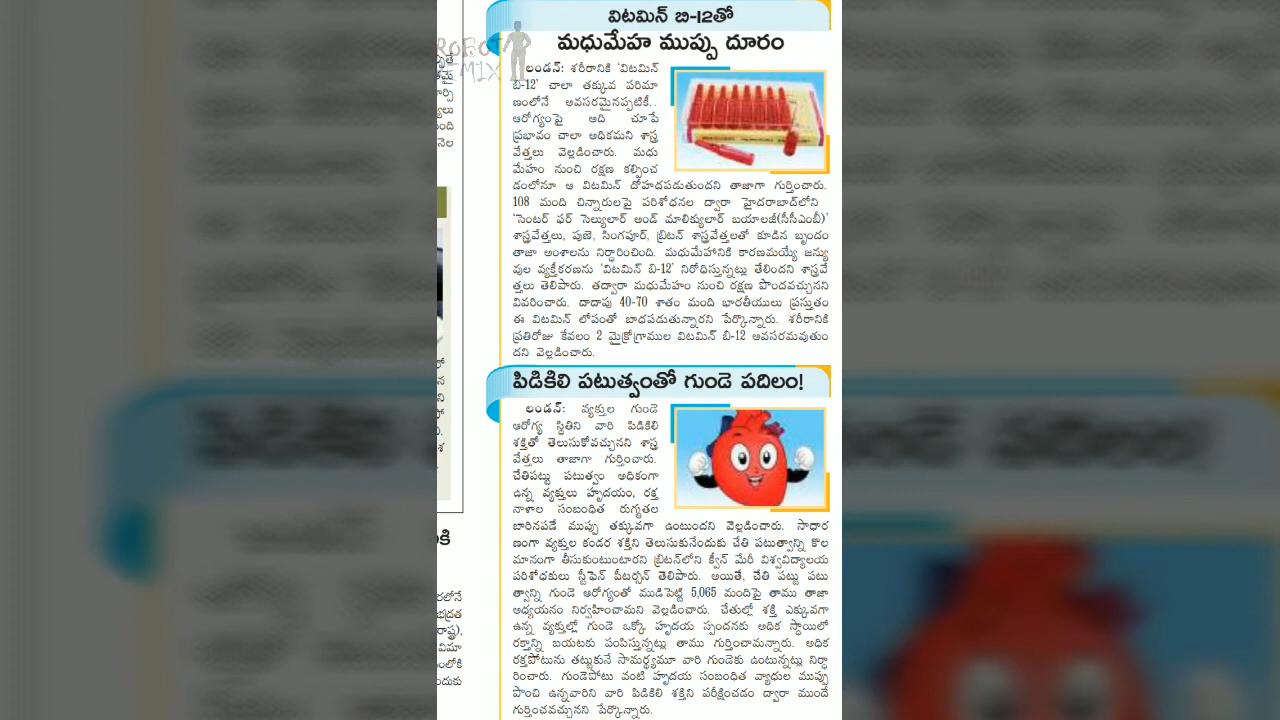 విటమిన్ బి-12తో
మధుమేహ ముప్పు దూరం
ROBOT
REMIX
లండన్: శరీరానికి 'విటమిన్
బి-12' చాలా తక్కువ పరిమా
ణంలోనే అవసరమైనప్పటికీ..
ఆరోగ్యంపై అది చూపే
ప్రభావం చాలా అధికమని శాస్త్ర
వేత్తలు వెల్లడించారు. మధు
మేహం నుంచి రక్షణ కల్పించ
డంలోనూ ఆ విటమిన్ దోహదపడుతుందని తాజాగా గుర్తించారు.
108 మంది చిన్నారులపై పరిశోధనల ద్వారా హైదరాబాద్‌లోని
'సెంటర్ ఫర్ సెల్యులార్ అండ్ మాలిక్యులార్ బయాలజీ(సీసీఎంబీ)'
శాస్త్రవేత్తలు, పుణె, సింగపూర్, బ్రిటన్ శాస్త్రవేత్తలతో కూడిన బృందం
తాజా అంశాలను నిర్ధారించింది. మధుమేహానికి కారణమయ్యే జన్యు
వుల వ్యక్తీకరణను 'విటమిన్ బి-12' నిరోధిస్తున్నట్లు తేలిందని శాస్త్రవే
త్తలు తెలిపారు. తద్వారా మధుమేహం నుంచి రక్షణ పొందవచ్చునని
వివరించారు. దాదాపు 40-70 శాతం మంది భారతీయులు ప్రస్తుతం
ఈ విటమిన్ లోపంతో బాధపడుతున్నారని పేర్కొన్నారు. శరీరానికి
ప్రతిరోజు కేవలం 2 మైక్రోగ్రాముల విటమిన్ బి-12 అవసరమవుతుం
దని వెల్లడించారు.
పిడికిలి పటుత్వంతో గుండె పదిలం!
లండన్: వ్యక్తుల గుండె
ఆరోగ్య స్థితిని వారి పిడికిలి
శక్తితో తెలుసుకోవచ్చునని శాస్త్ర
వేత్తలు తాజాగా గుర్తించారు.
చేతిపట్టు పటుత్వం అధికంగా
ఉన్న వ్యక్తులు హృదయం, రక్త
నాళాల సంబంధిత రుగ్మతల
బారినపడే ముప్పు తక్కువగా ఉంటుందని వెల్లడించారు. సాధార
ణంగా వ్యక్తుల కండర శక్తిని తెలుసుకునేందుకు చేతి పటుత్వాన్ని కొల
మానంగా తీసుకుంటుంటారని బ్రిటన్‌లోని క్వీన్ మేరీ విశ్వవిద్యాలయ
పరిశోధకులు స్టీఫెన్ పీటర్సన్ తెలిపారు. అయితే, చేతి పట్టు పటు
త్వాన్ని గుండె ఆరోగ్యంతో ముడిపెట్టి 5,065 మందిపై తాము తాజా
అధ్యయనం నిర్వహించామని వెల్లడించారు. చేతుల్లో శక్తి ఎక్కువగా
ఉన్న వ్యక్తుల్లో గుండె ఒక్కో హృదయ స్పందనకు అధిక స్థాయిలో
రక్తాన్ని బయటకు పంపిస్తున్నట్లు తాము గుర్తించామన్నారు. అధిక
రక్తపోటును తట్టుకునే సామర్థ్యమూ వారి గుండెకు ఉంటున్నట్లు నిర్ధా
రించారు. గుండెపోటు వంటి హృదయ సంబంధిత వ్యాధుల ముప్పు
పొంచి ఉన్నవారిని వారి పిడికిలి శక్తిని పరీక్షించడం ద్వారా ముందే
గుర్తించవచ్చునని పేర్కొన్నారు.